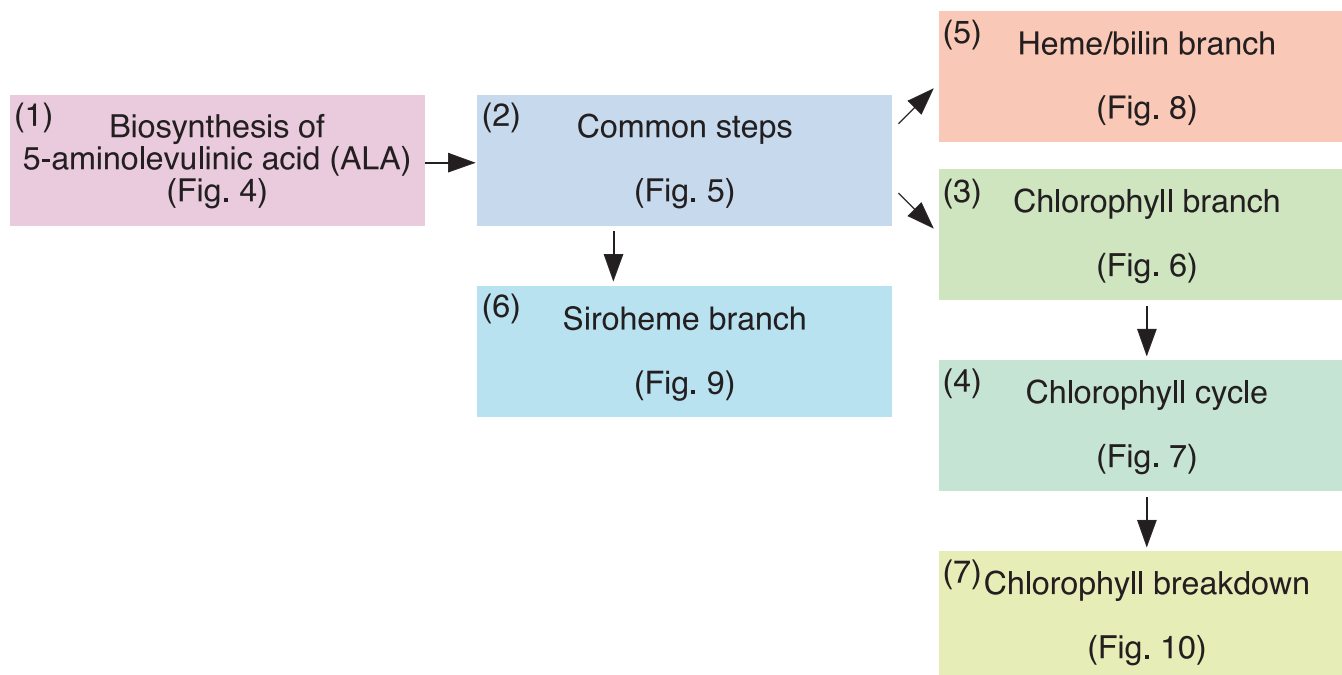 (1)
Biosynthesis of
5-aminolevulinic acid (ALA)
(Fig. 4)
(2)
Common steps
(Fig. 5)
(5)
Heme/bilin branch
(Fig. 8)
(3)
Chlorophyll branch
(Fig. 6)
(6)
Siroheme branch
(Fig. 9)
(4)
Chlorophyll cycle
(Fig. 7)
(7)
Chlorophyll breakdown
(Fig. 10)